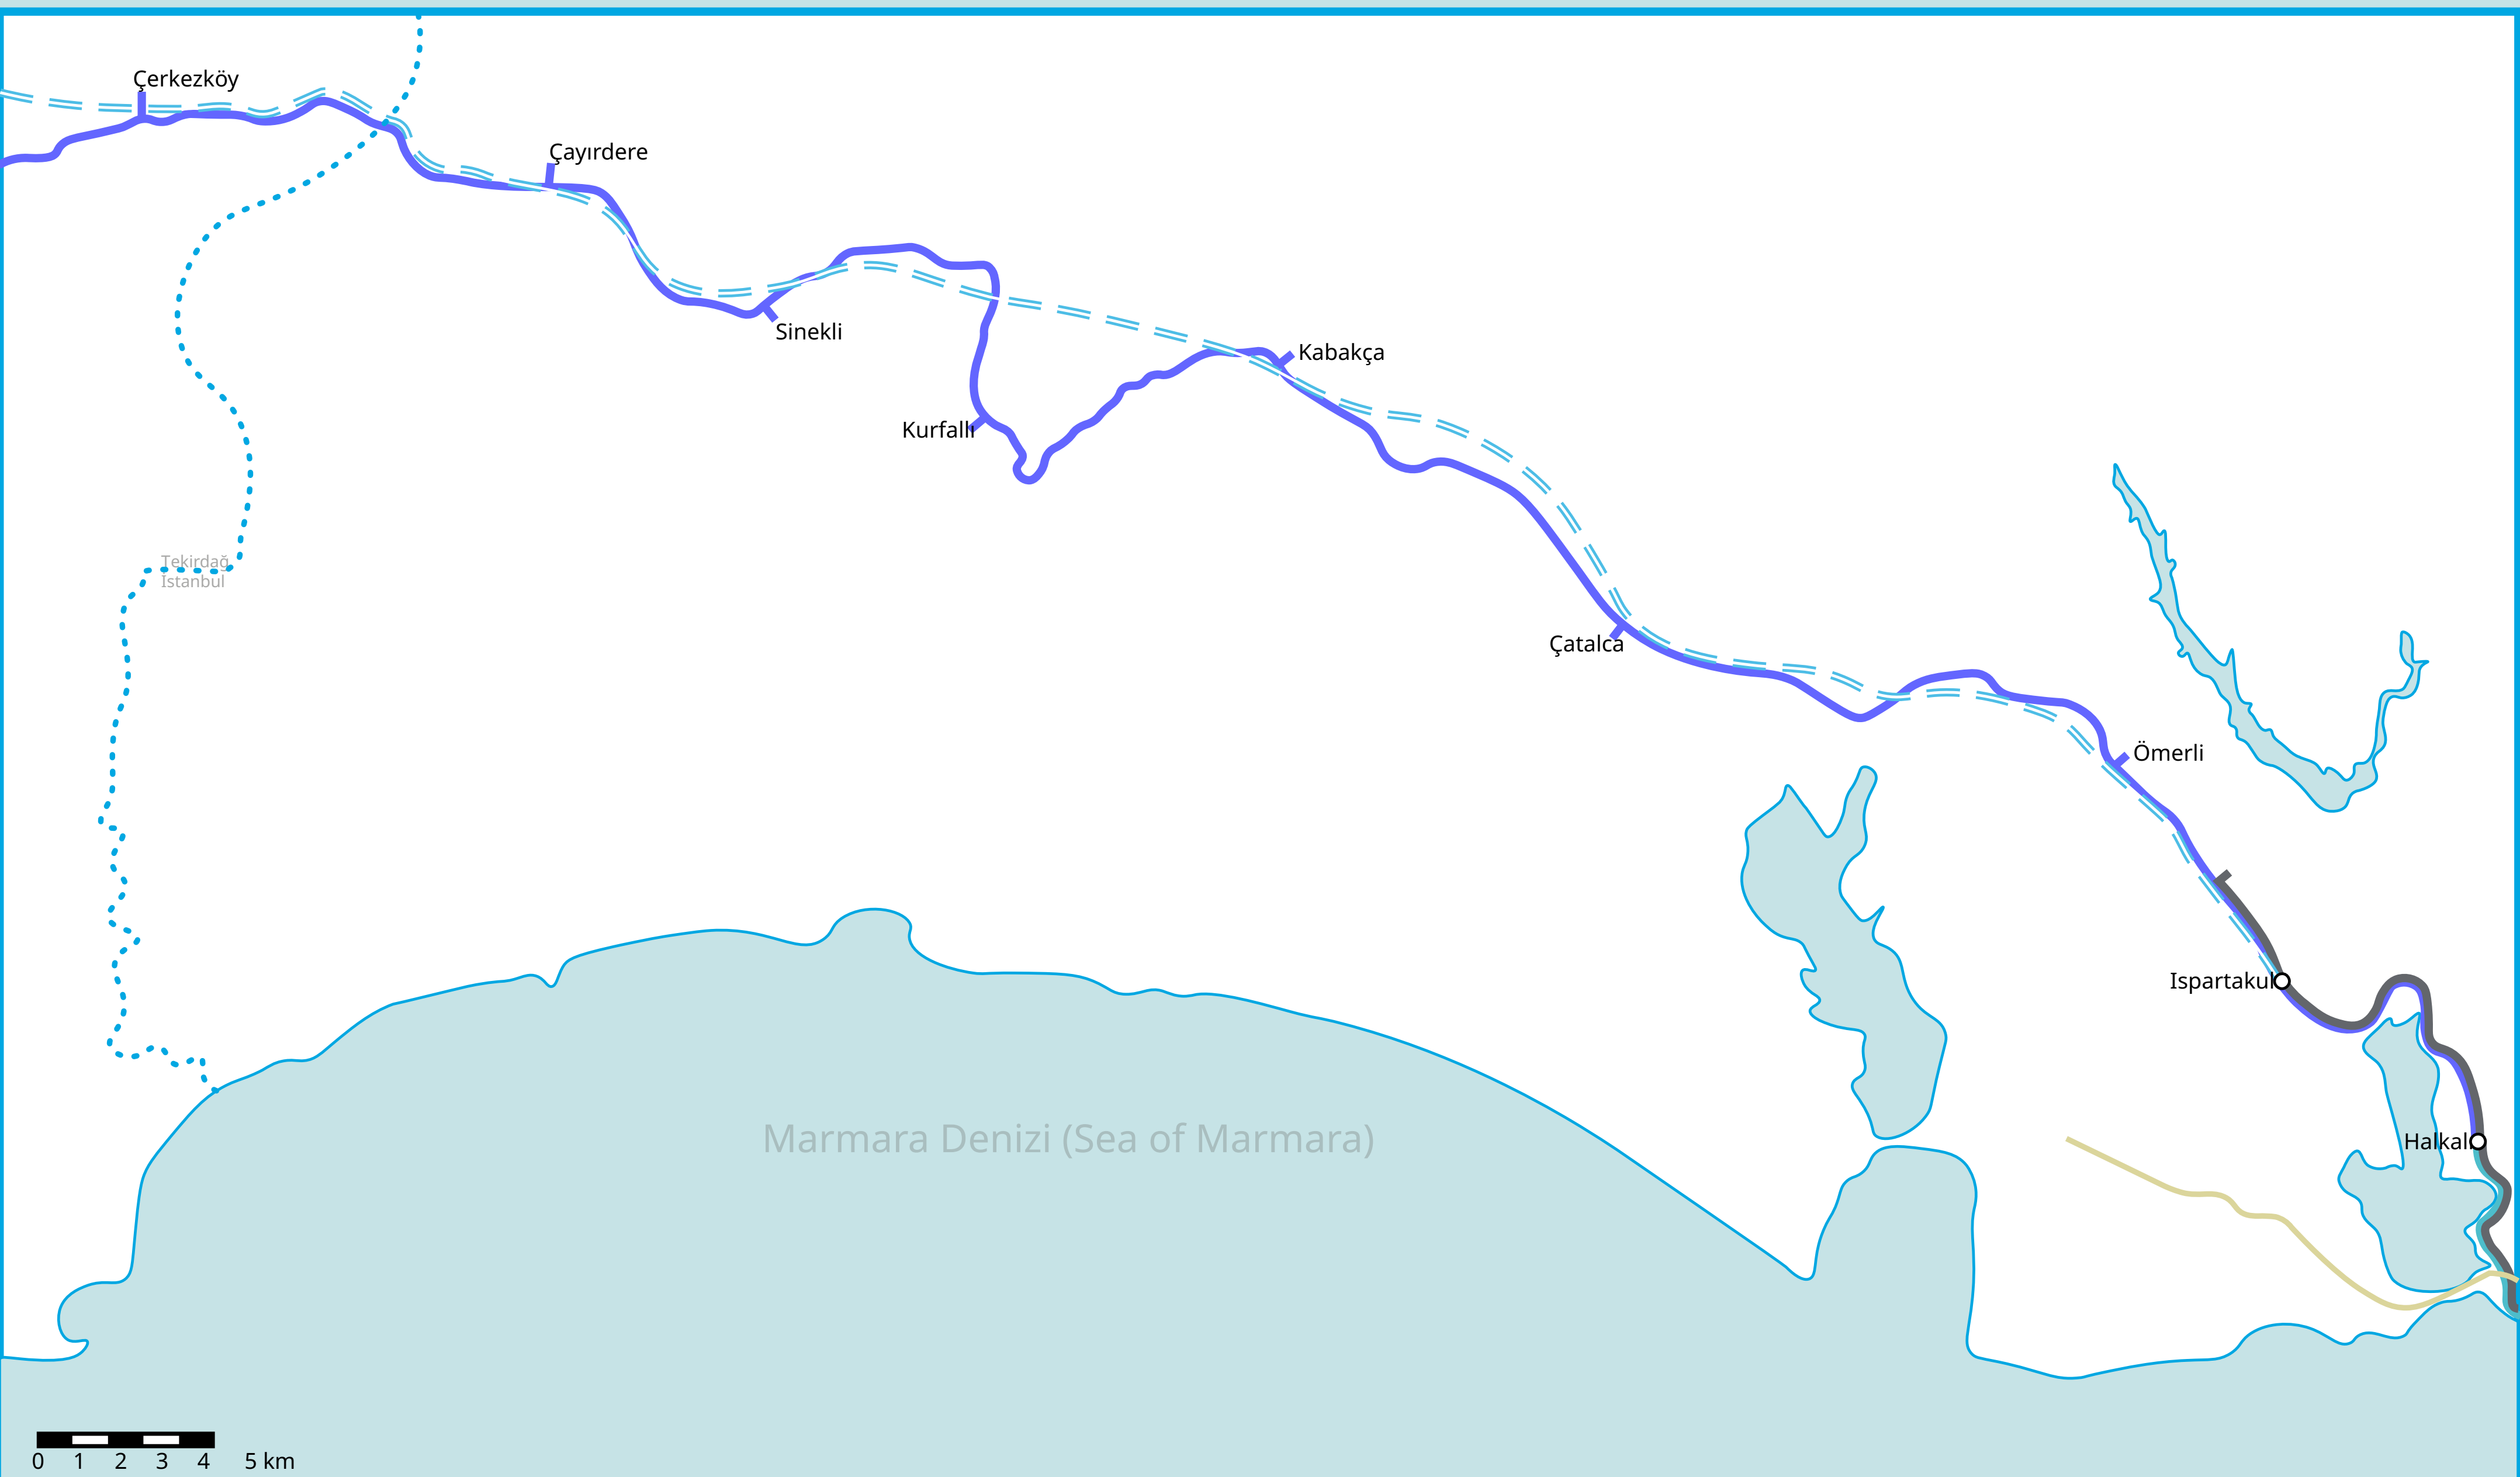 Çerkezköy
Çayırdere
Sinekli
Kabakça
Kurfallı
Tekirdağ
İstanbul
Çatalca
Ömerli
Ispartakule
Marmara Denizi (Sea of Marmara)
Halkalı
0 1 2 3 4 5 km